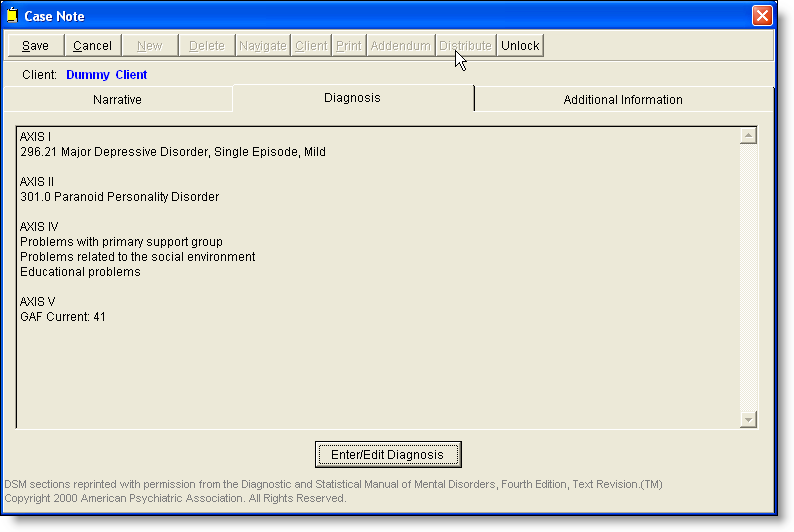 Case Note
Save Cancel New Delete Navigate Client Print Addendum Distribute Unlock
Client: Dummy Client
Narrative Diagnosis Additional Information
AXIS I
296.21 Major Depressive Disorder, Single Episode, Mild
AXIS II
301.0 Paranoid Personality Disorder
AXIS IV
Problems with primary support group
Problems related to the social environment
Educational problems
AXIS V
GAF Current: 41
Enter/Edit Diagnosis
DSM sections reprinted with permission from the Diagnostic and Statistical Manual of Mental Disorders, Fourth Edition, Text Revision.(TM)
Copyright 2000 American Psychiatric Association. All Rights Reserved.